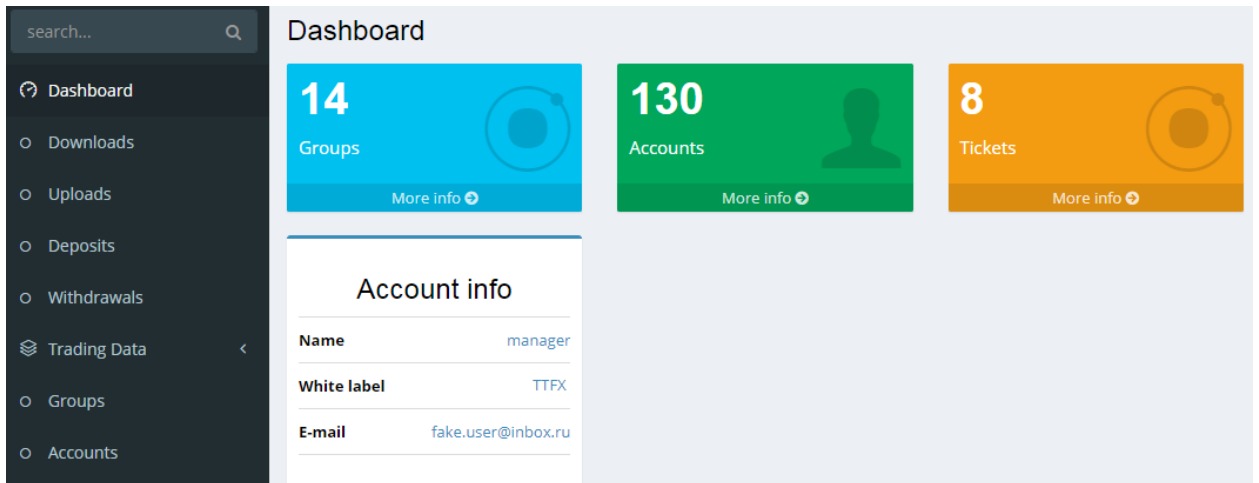 search...
Dashboard
Downloads
Uploads
Deposits
Withdrawals
Trading Data
Groups
Accounts
Dashboard
14
Groups
More info
130
Accounts
More info
8
Tickets
More info
Account info
Name manager
White label TTFX
E-mail fake.user@inbox.ru